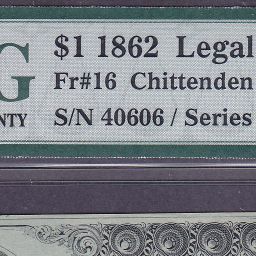 $1 1862 Legal
G
Fr#16 Chittenden
NTY S/N 40606 / Series